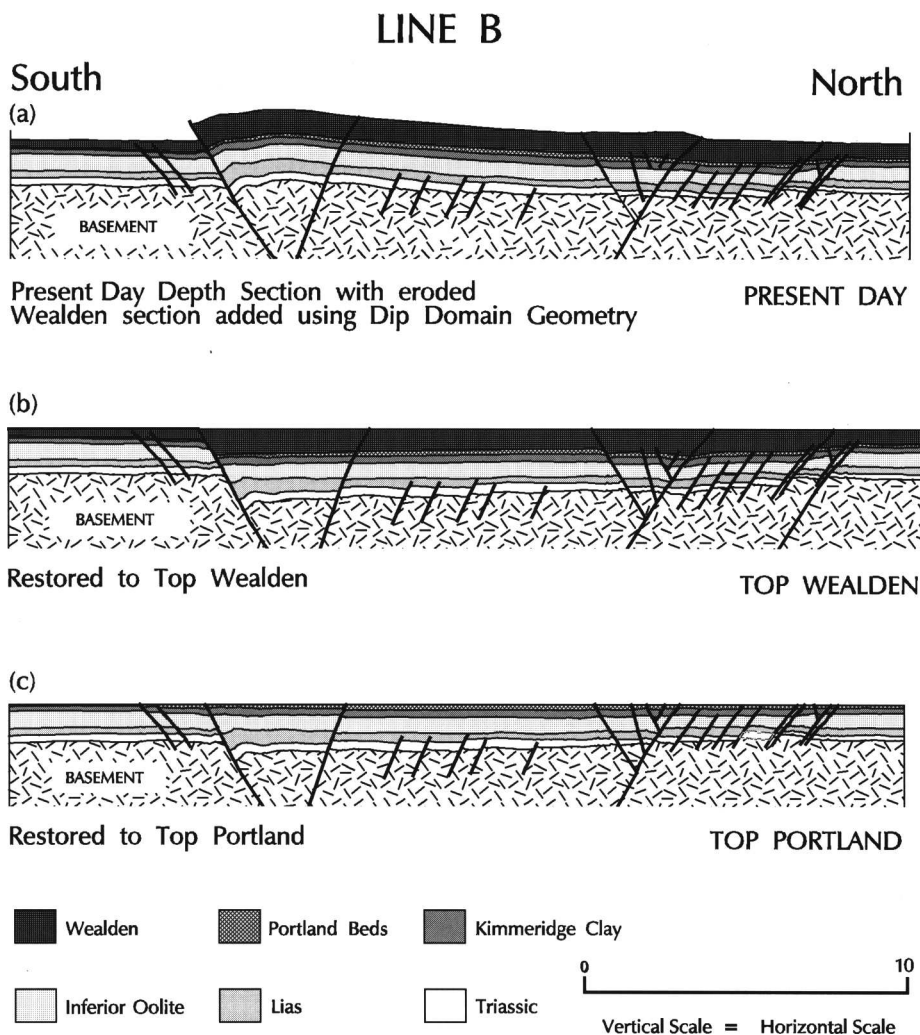 LINE B
South
North
(a)
BASEMENT
Present Day Depth Section with eroded
Wealden section added using Dip Domain Geometry
PRESENT DAY
(b)
BASEMENT
Restored to Top Wealden
TOP WEALDEN
(c)
BASEMENT
Restored to Top Portland
TOP PORTLAND
Wealden
Portland Beds
Kimmeridge Clay
0
10
Inferior Oolite
Lias
Triassic
Vertical Scale = Horizontal Scale